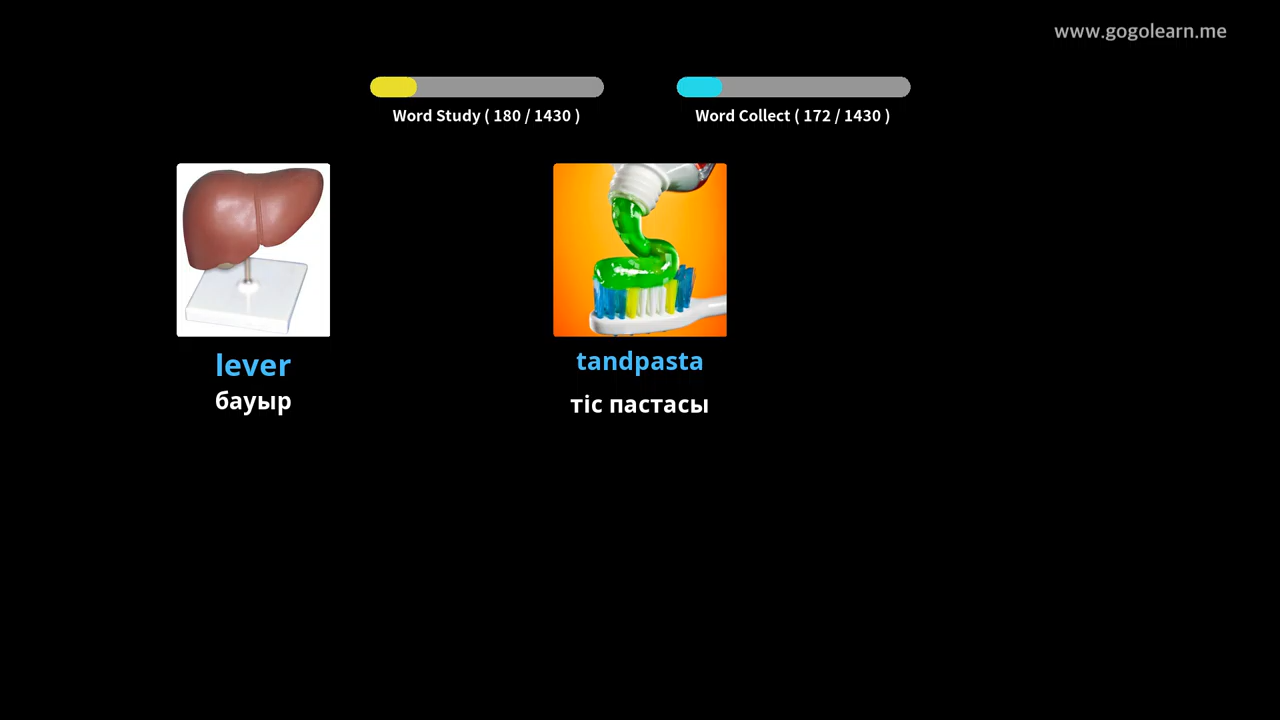 www.gogolearn.me
Word Study ( 180 / 1430 )
Word Collect ( 172 / 1430 )
lever
бауыр
tandpasta
тіс пастасы